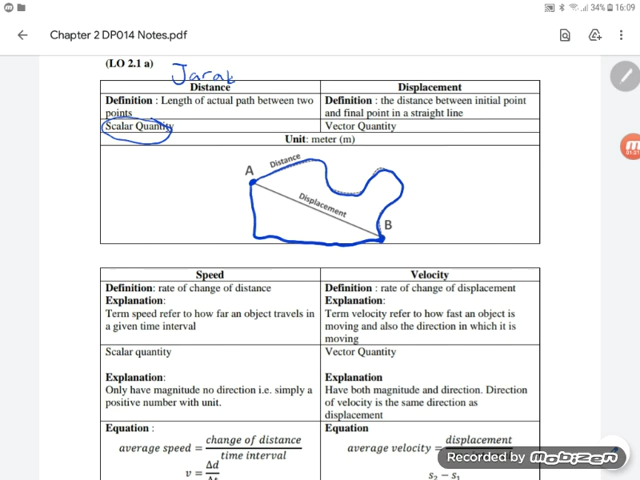 34% 16:09
Chapter 2 DP014 Notes.pdf
(LO 2.1 a)
Jarak
Distance
Displacement
Definition : Length of actual path between two points
Definition : the distance between initial point and final point in a straight line
Scalar Quantity
Vector Quantity
Unit: meter (m)
Distance
A
Displacement
B
Speed
Velocity
Definition: rate of change of distance
Explanation:
Term speed refer to how far an object travels in a given time interval
Definition : rate of change of displacement
Explanation:
Term velocity refer to how fast an object is moving and also the direction in which it is moving
Scalar quantity
Explanation:
Only have magnitude no direction i.e. simply a positive number with unit.
Vector Quantity
Explanation
Have both magnitude and direction. Direction of velocity is the same direction as displacement
Equation :
average speed = change of distance / time interval
v = Δd
Equation
average velocity = displacement
s₂ − s₁
Recorded by Mobizen